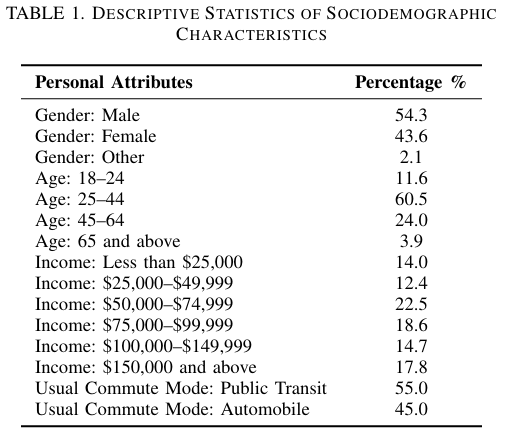 TABLE 1. DESCRIPTIVE STATISTICS OF SOCIODEMOGRAPHIC
CHARACTERISTICS
Personal Attributes Percentage %
Gender: Male 54.3
Gender: Female 43.6
Gender: Other 2.1
Age: 18–24 11.6
Age: 25–44 60.5
Age: 45–64 24.0
Age: 65 and above 3.9
Income: Less than $25,000 14.0
Income: $25,000–$49,999 12.4
Income: $50,000–$74,999 22.5
Income: $75,000–$99,999 18.6
Income: $100,000–$149,999 14.7
Income: $150,000 and above 17.8
Usual Commute Mode: Public Transit 55.0
Usual Commute Mode: Automobile 45.0